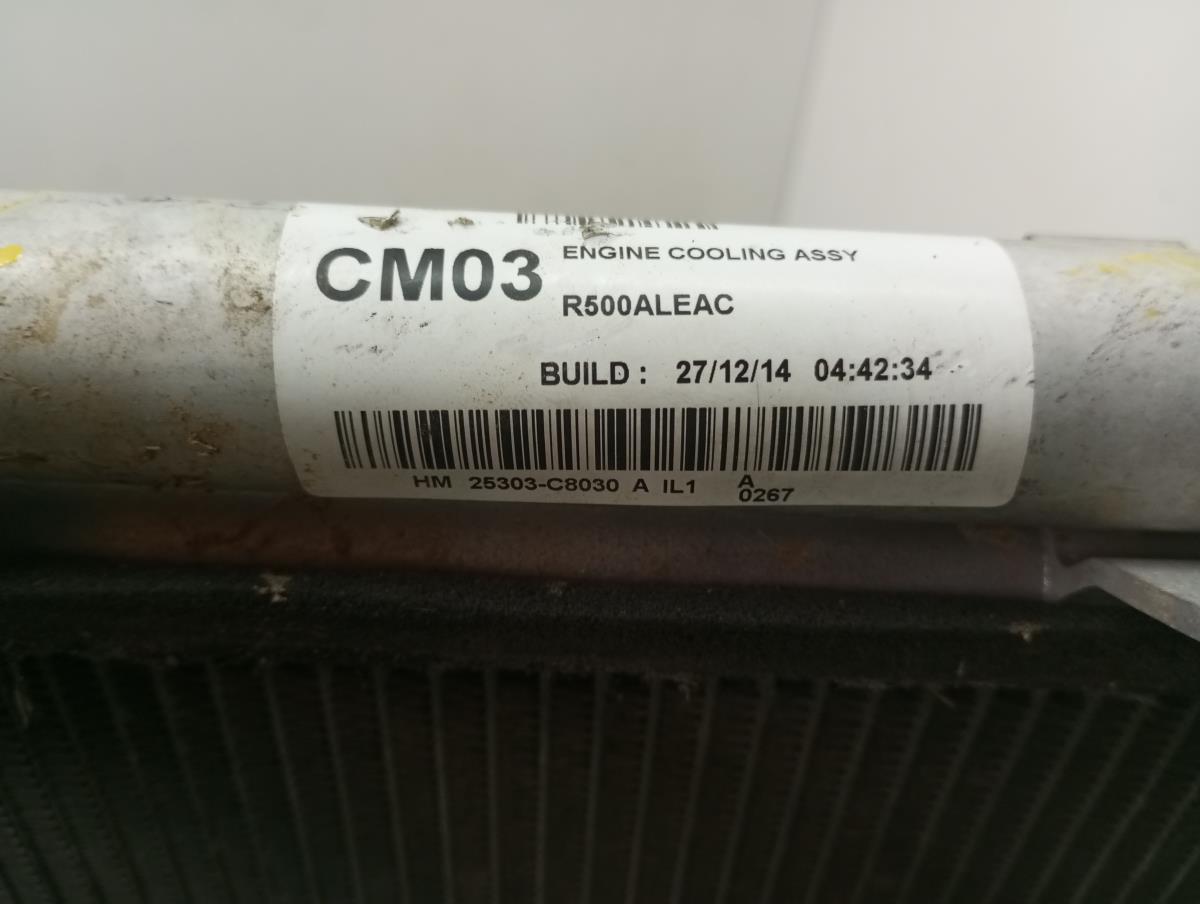 CM03 ENGINE COOLING ASSY
R500ALEAC
BUILD : 27/12/14 04:42:34
HM 25303-C8030 A IL1 A
0267